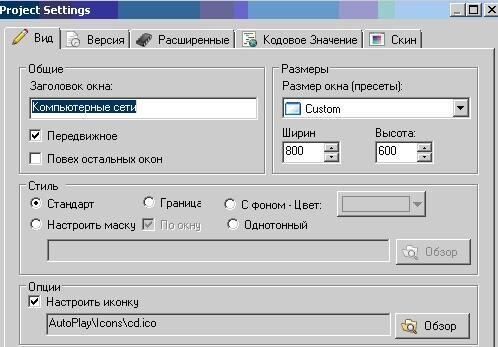 Project Settings
Вид Версия Расширенные Кодовое Значение Скин
Общие
Заголовок окна:
Компьютерные сети
Передвижное
Повех остальных окон
Размеры
Размер окна (пресеты):
Custom
Ширин Высота:
800 600
Стиль
Стандарт Граница С фоном - Цвет:
Настроить маску По окну Однотонный
Обзор
Опции
Настроить иконку
AutoPlay\Icons\cd.ico Обзор